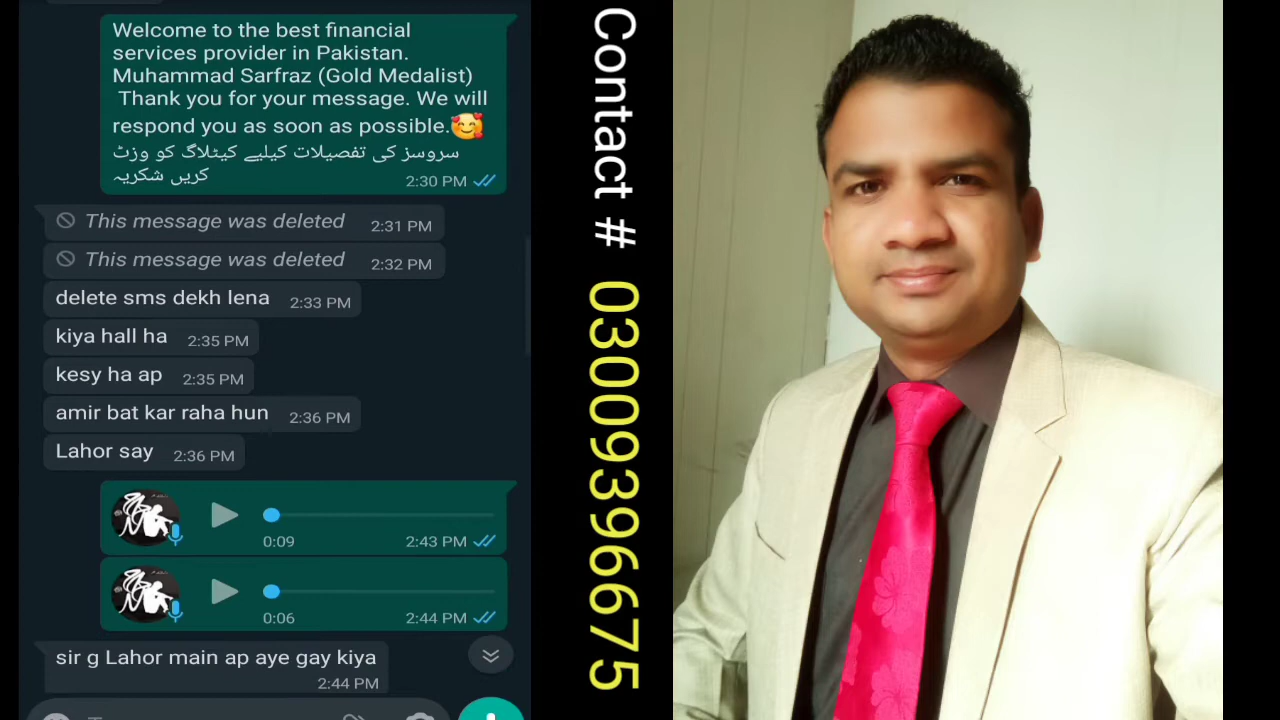 Welcome to the best financial
services provider in Pakistan.
Muhammad Sarfraz (Gold Medalist)
Thank you for your message. We will
respond you as soon as possible.🥰
سروسز کی تفصیلات کیلیے کیٹلاگ کو وزٹ
کریں شکریہ
2:30 PM
This message was deleted 2:31 PM
This message was deleted 2:32 PM
delete sms dekh lena 2:33 PM
kiya hall ha 2:35 PM
kesy ha ap 2:35 PM
amir bat kar raha hun 2:36 PM
Lahor say 2:36 PM
0:09 2:43 PM
0:06 2:44 PM
sir g Lahor main ap aye gay kiya
2:44 PM
Contact # 03009396675